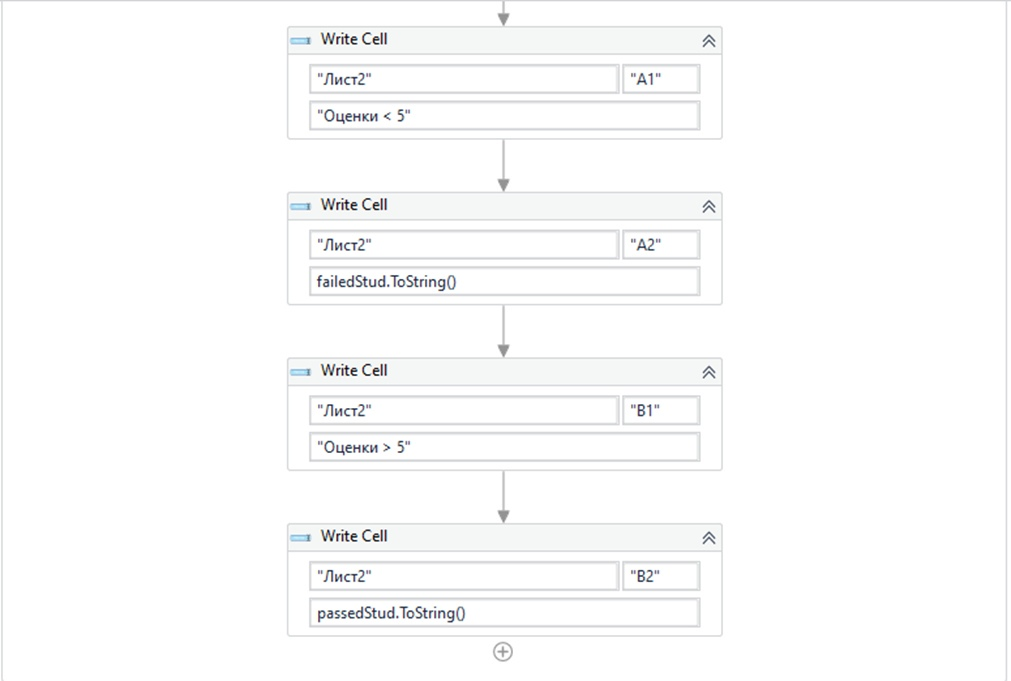 Write Cell
"Лист2" "A1"
"Оценки < 5"
Write Cell
"Лист2" "A2"
failedStud.ToString()
Write Cell
"Лист2" "B1"
"Оценки > 5"
Write Cell
"Лист2" "B2"
passedStud.ToString()